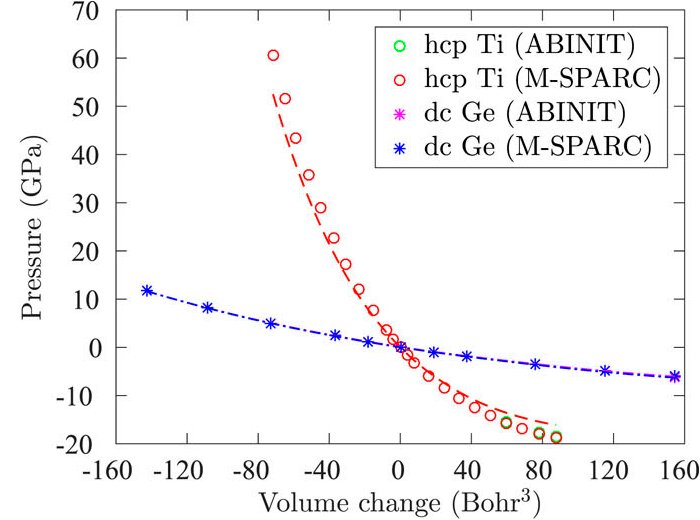 70
60
50
40
30
20
10
0
-10
-20
-160 -120 -80 -40 0 40 80 120 160
Pressure (GPa)
Volume change (Bohr³)
hcp Ti (ABINIT)
hcp Ti (M-SPARC)
dc Ge (ABINIT)
dc Ge (M-SPARC)